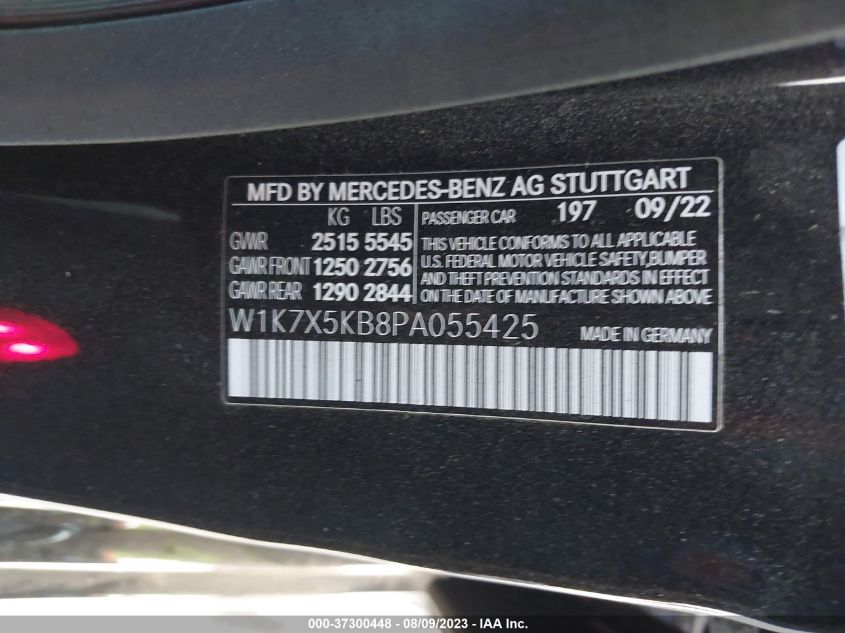 MFD BY MERCEDES-BENZ AG STUTTGART
KG LBS PASSENGER CAR 197 09/22
GVWR 2515 5545
GAWR FRONT 1250 2756
GAWR REAR 1290 2844
THIS VEHICLE CONFORMS TO ALL APPLICABLE
U.S. FEDERAL MOTOR VEHICLE SAFETY, BUMPER
AND THEFT PREVENTION STANDARDS IN EFFECT
ON THE DATE OF MANUFACTURE SHOWN ABOVE
W1K7X5KB8PA055425 MADE IN GERMANY
000-37300448 - 08/09/2023 - IAAI.COM